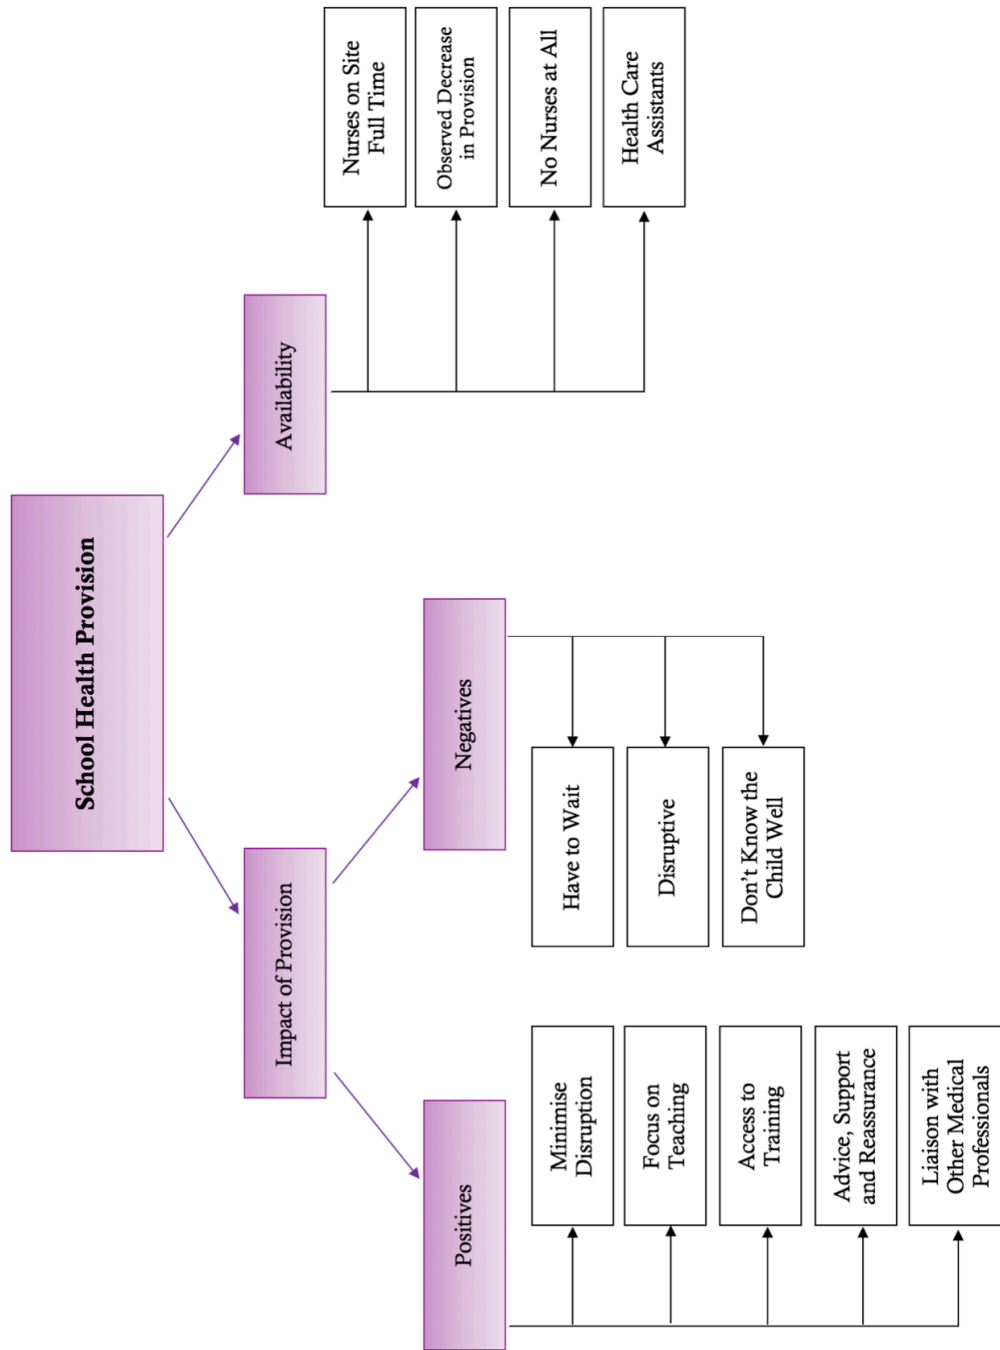 School Health Provision
Impact of Provision
Availability
Positives
Negatives
Minimise
Disruption
Focus on
Teaching
Access to
Training
Advice, Support
and Reassurance
Liaison with
Other Medical
Professionals
Have to Wait
Disruptive
Don't Know the
Child Well
Nurses on Site
Full Time
Observed Decrease
in Provision
No Nurses at All
Health Care
Assistants